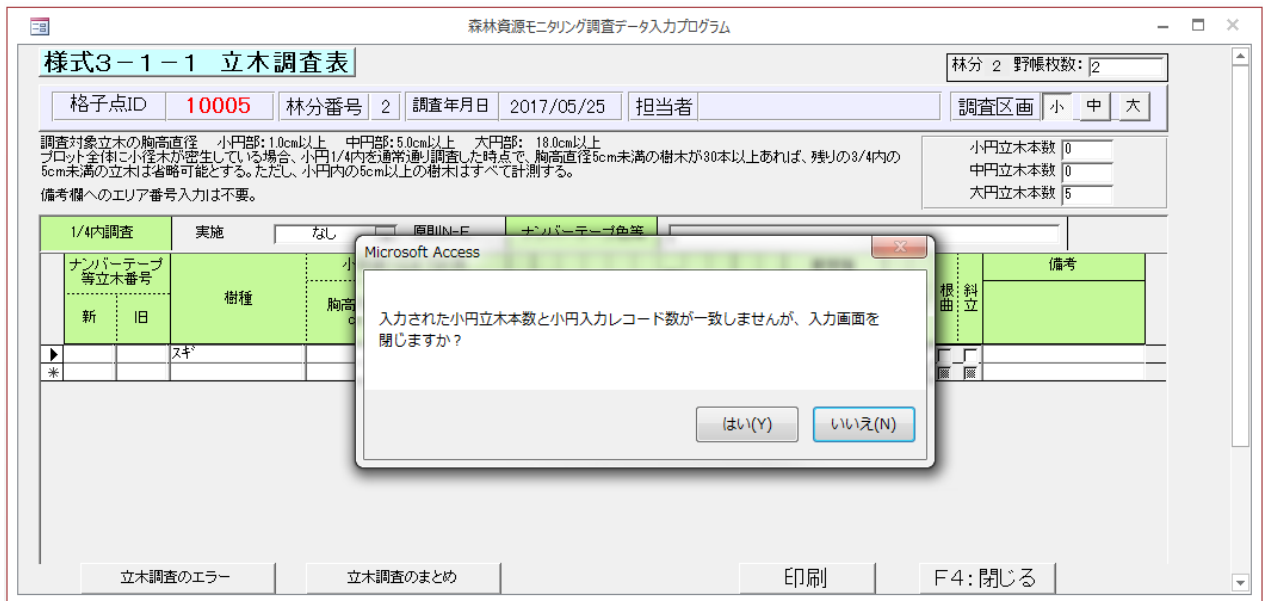 森林資源モニタリング調査データ入力プログラム
様式3-1-1 立木調査表
林分 2 野帳枚数: 2
格子点ID 10005 林分番号 2 調査年月日 2017/05/25 担当者 調査区画 小 中 大
調査対象立木の胸高直径 小円部:1.0cm以上 中円部:5.0cm以上 大円部: 18.0cm以上
プロット全体に小径木が密生している場合、小円1/4内を通常通り調査した時点で、胸高直径5cm未満の樹木が30本以上あれば、残りの3/4内の
5cm未満の立木は省略可能とする。ただし、小円内の5cm以上の樹木はすべて計測する。
備考欄へのエリア番号入力は不要。
小円立木本数 0
中円立木本数 0
大円立木本数 5
1/4内調査 実施 なし 原則N-E ナンバーテープ色等
Microsoft Access
入力された小円立木本数と小円入力レコード数が一致しませんが、入力画面を
閉じますか?
はい(Y) いいえ(N)
ナンバーテープ
等立木番号
新 旧
樹種
小
胸高
根曲
斜立
備考
スギ
立木調査のエラー 立木調査のまとめ 印刷 F4:閉じる